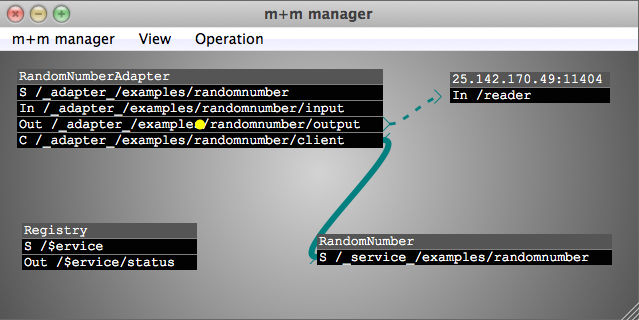 m+m manager
m+m manager View Operation
RandomNumberAdapter
S /_adapter_/examples/randomnumber
In /_adapter_/examples/randomnumber/input
Out /_adapter_/examples/randomnumber/output
C /_adapter_/examples/randomnumber/client
25.142.170.49:11404
In /reader
Registry
S /$ervice
Out /$ervice/status
RandomNumber
S /_service_/examples/randomnumber